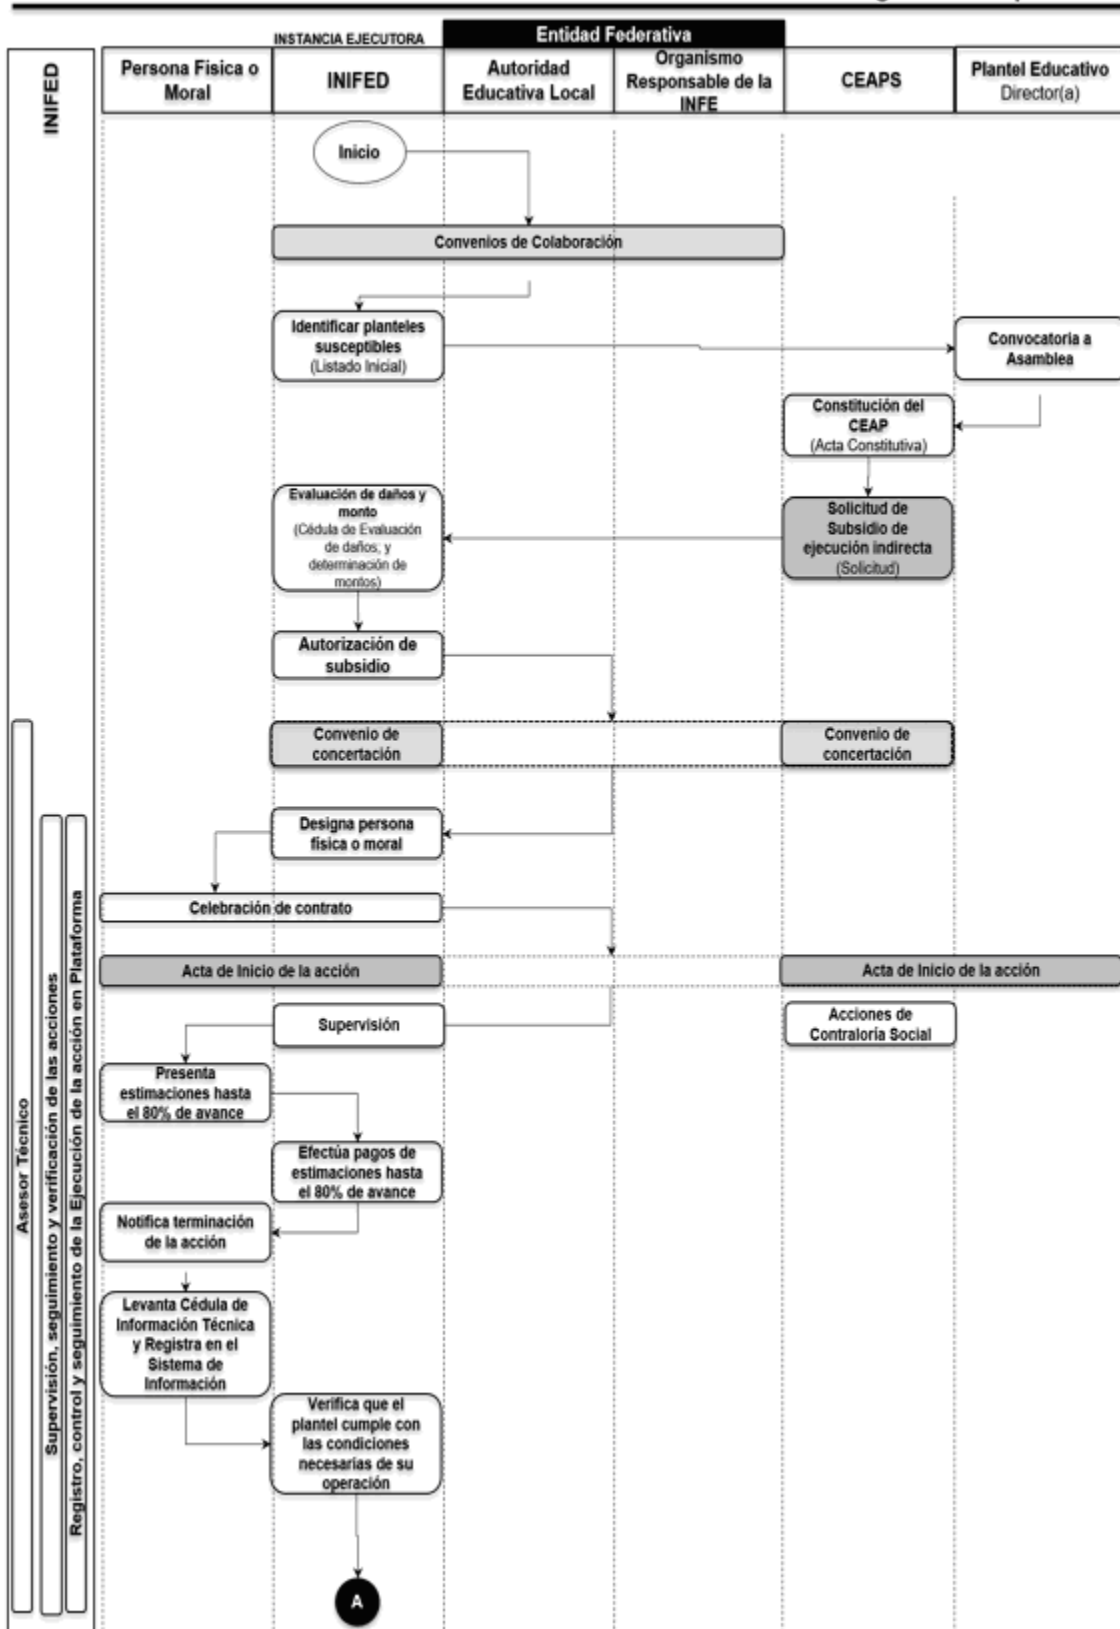 INSTANCIA EJECUTORA
Entidad Federativa
INIFED
Persona Fisica o
Moral
INIFED
Autoridad
Educativa Local
Organismo
Responsable de la
INFE
CEAPS
Plantel Educativo
Director(a)
Inicio
Convenios de Colaboración
Identificar planteles
susceptibles
(Listado Inicial)
Convocatoria a
Asamblea
Constitución del
CEAP
(Acta Constitutiva)
Evaluación de daños y
monto
(Cédula de Evaluación
de daños; y
determinación de
montos)
Solicitud de
Subsidio de
ejecución indirecta
(Solicitud)
Autorización de
subsidio
Convenio de
concertación
Convenio de
concertación
Designa persona
física o moral
Celebración de contrato
Acta de Inicio de la acción
Acta de Inicio de la acción
Supervisión
Acciones de
Contraloría Social
Presenta
estimaciones hasta
el 80% de avance
Efectúa pagos de
estimaciones hasta
el 80% de avance
Notifica terminación
de la acción
Levanta Cédula de
Información Técnica
y Registra en el
Sistema de
Información
Verifica que el
plantel cumple con
las condiciones
necesarias de su
operación
A
Asesor Técnico
Supervisión, seguimiento y verificación de las acciones
Registro, control y seguimiento de la Ejecución de la acción en Plataforma